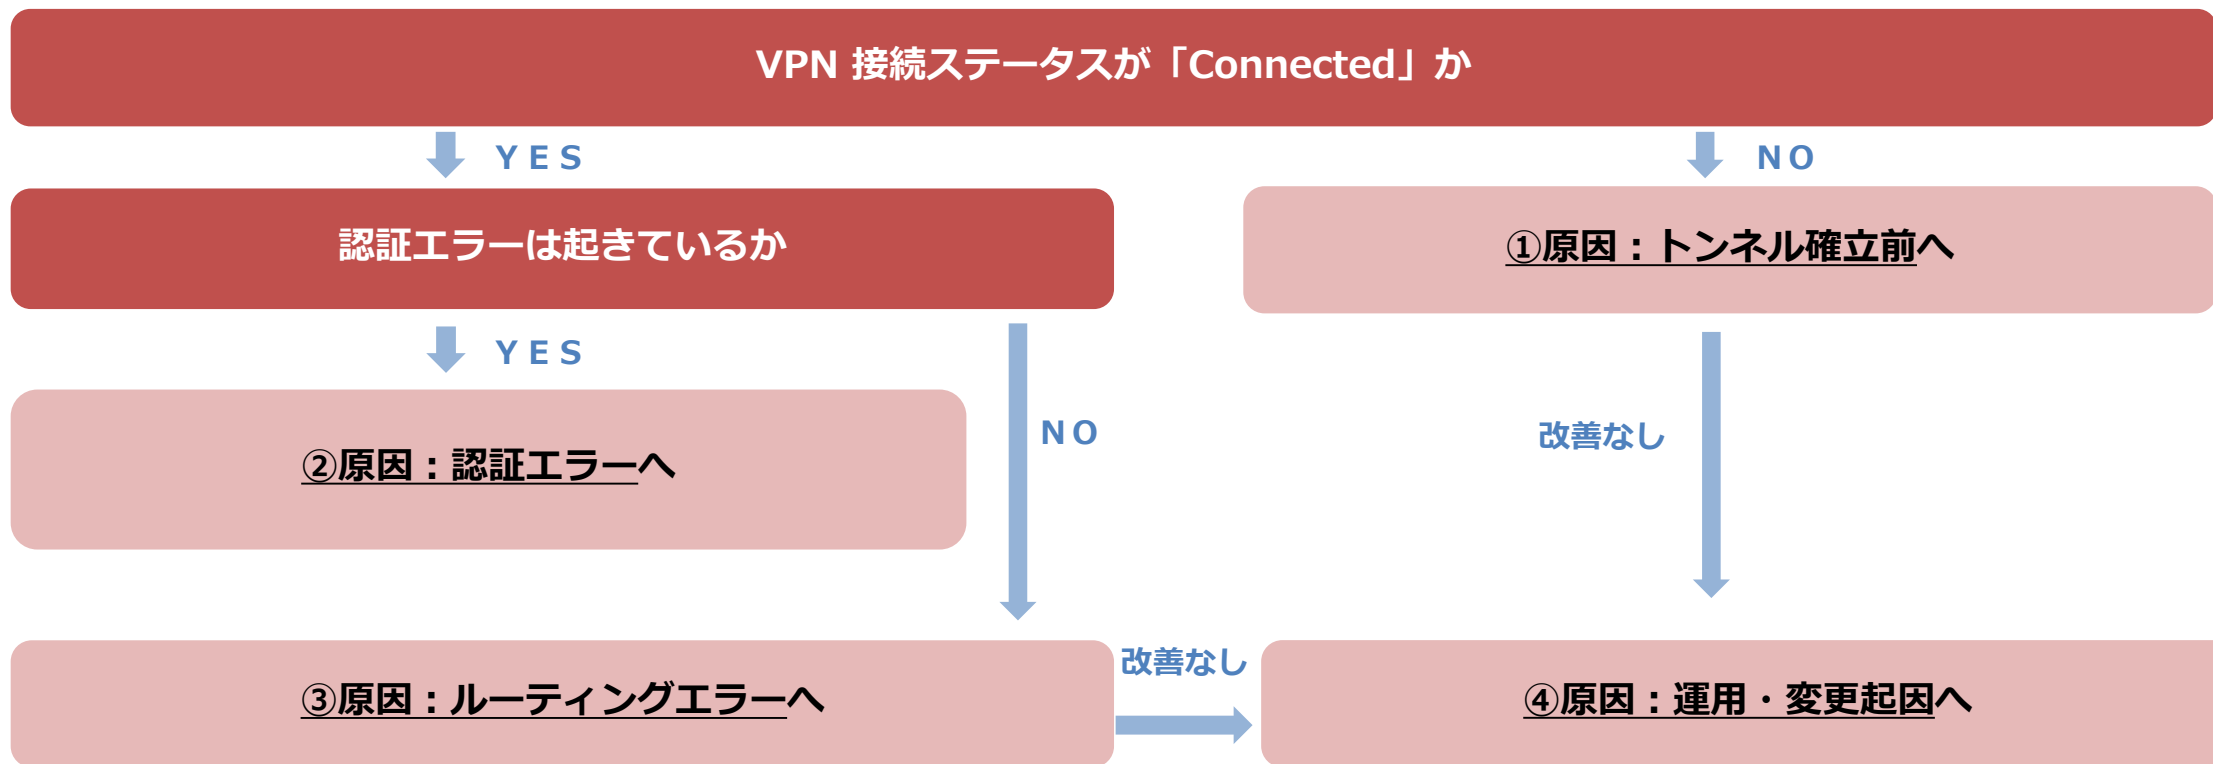 VPN 接続ステータスが「Connected」か
ＹＥＳ
ＮＯ
認証エラーは起きているか
①原因：トンネル確立前へ
ＹＥＳ
ＮＯ
改善なし
②原因：認証エラーへ
改善なし
③原因：ルーティングエラーへ
④原因：運用・変更起因へ